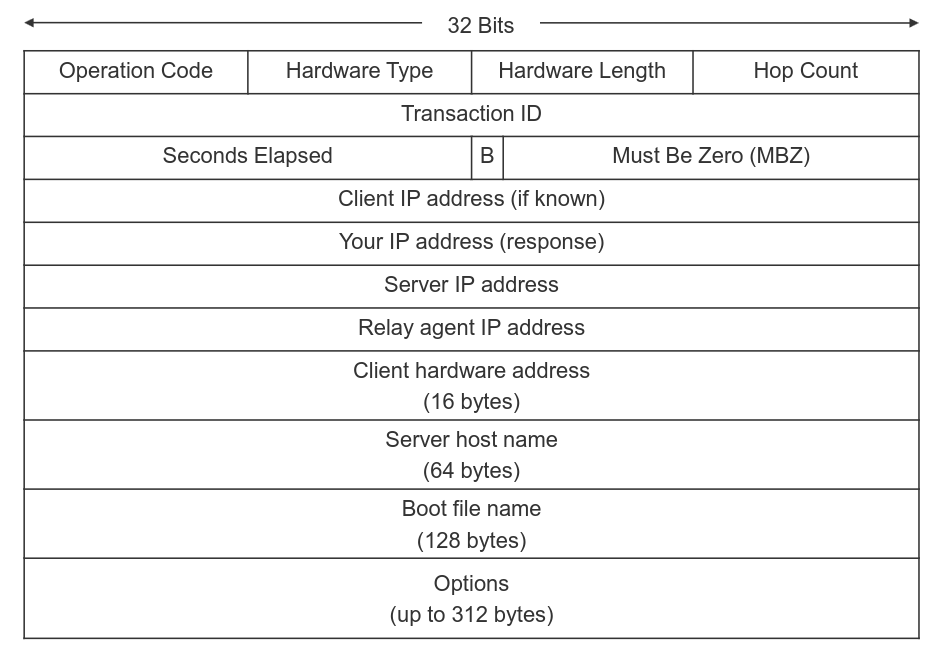 32 Bits
Operation Code Hardware Type Hardware Length Hop Count
Transaction ID
Seconds Elapsed B Must Be Zero (MBZ)
Client IP address (if known)
Your IP address (response)
Server IP address
Relay agent IP address
Client hardware address
(16 bytes)
Server host name
(64 bytes)
Boot file name
(128 bytes)
Options
(up to 312 bytes)